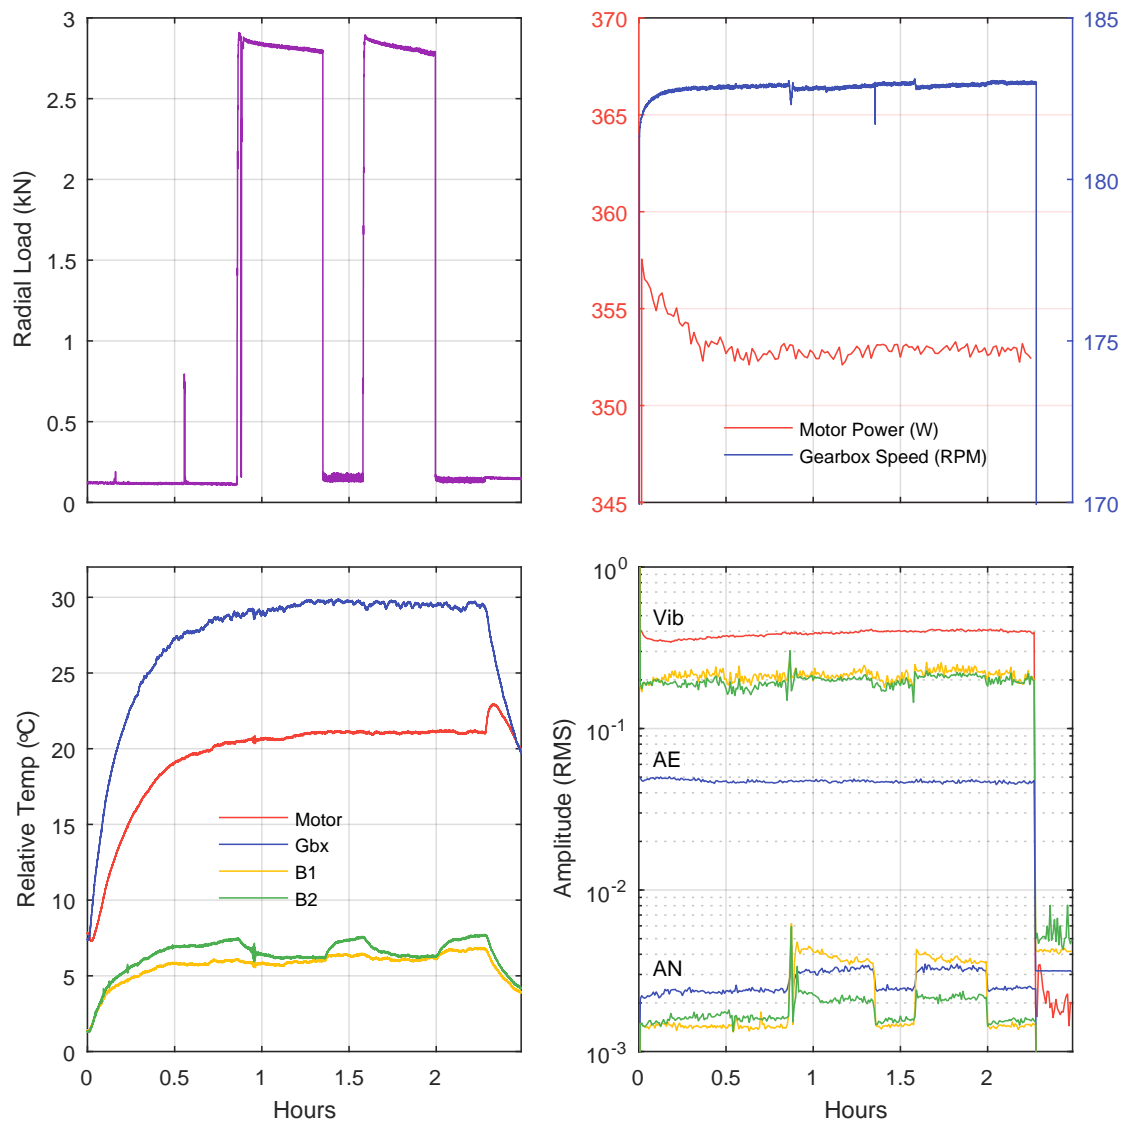 3
2.5
2
1.5
1
0.5
0
Radial Load (kN)
370
365
360
355
350
345
185
180
175
170
Motor Power (W)
Gearbox Speed (RPM)
30
25
20
15
10
5
0
Relative Temp (ºC)
Motor
Gbx
B1
B2
0 0.5 1 1.5 2
Hours
10^0
10^-1
10^-2
10^-3
Amplitude (RMS)
Vib
AE
AN
0 0.5 1 1.5 2
Hours